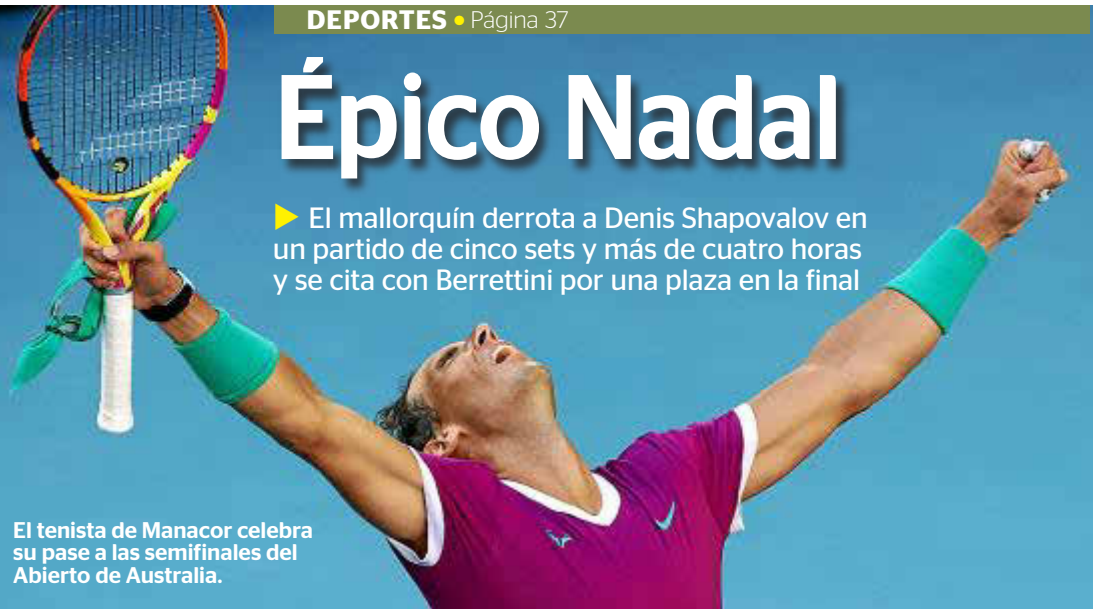 DEPORTES • Página 37
Épico Nadal
▶ El mallorquín derrota a Denis Shapovalov en
un partido de cinco sets y más de cuatro horas
y se cita con Berrettini por una plaza en la final
El tenista de Manacor celebra
su pase a las semifinales del
Abierto de Australia.